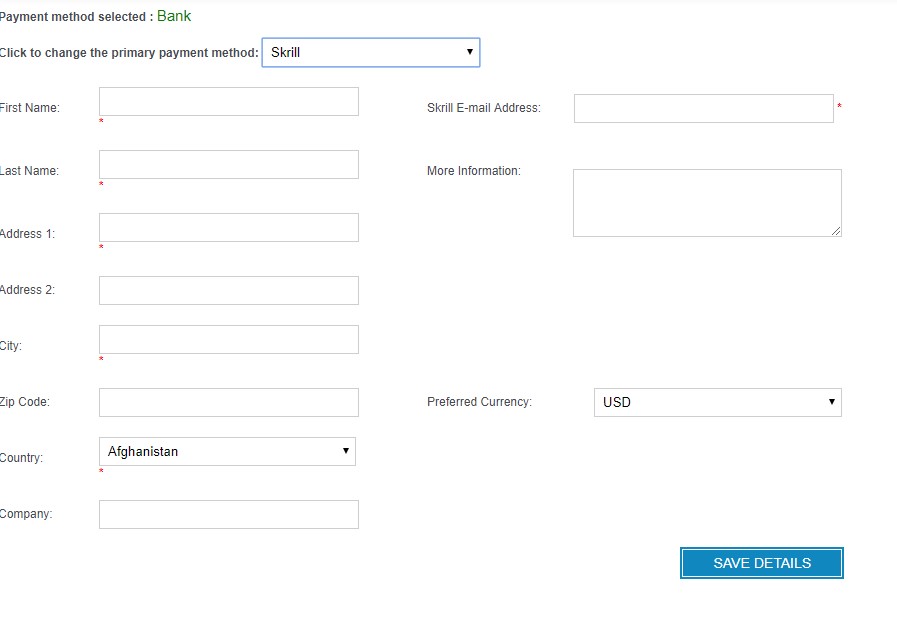 Payment method selected : Bank
Click to change the primary payment method: Skrill
First Name:
*
Skrill E-mail Address:
*
Last Name:
*
More Information:
Address 1:
*
Address 2:
City:
*
Zip Code:
Preferred Currency: USD
Country: Afghanistan
*
Company:
SAVE DETAILS